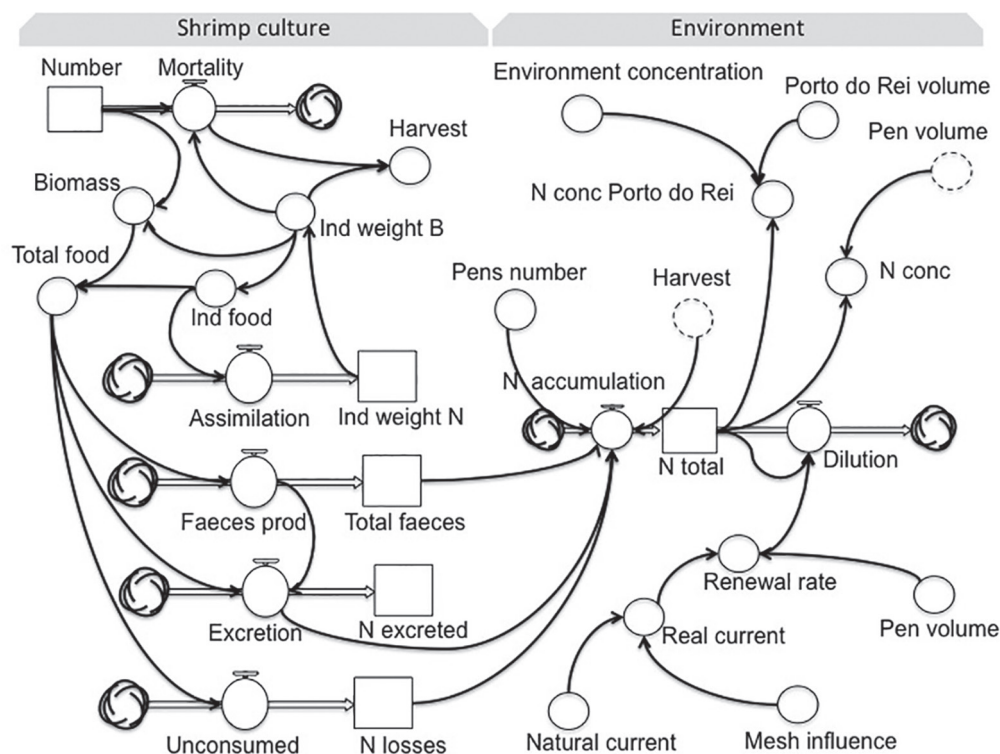 Shrimp culture
Environment
Number
Mortality
Harvest
Biomass
Ind weight B
Total food
Ind food
Assimilation
Ind weight N
Faeces prod
Total faeces
Excretion
N excreted
Unconsumed
N losses
Environment concentration
Porto do Rei volume
Pen volume
N conc Porto do Rei
N conc
Pens number
Harvest
N accumulation
N total
Dilution
Renewal rate
Pen volume
Real current
Natural current
Mesh influence